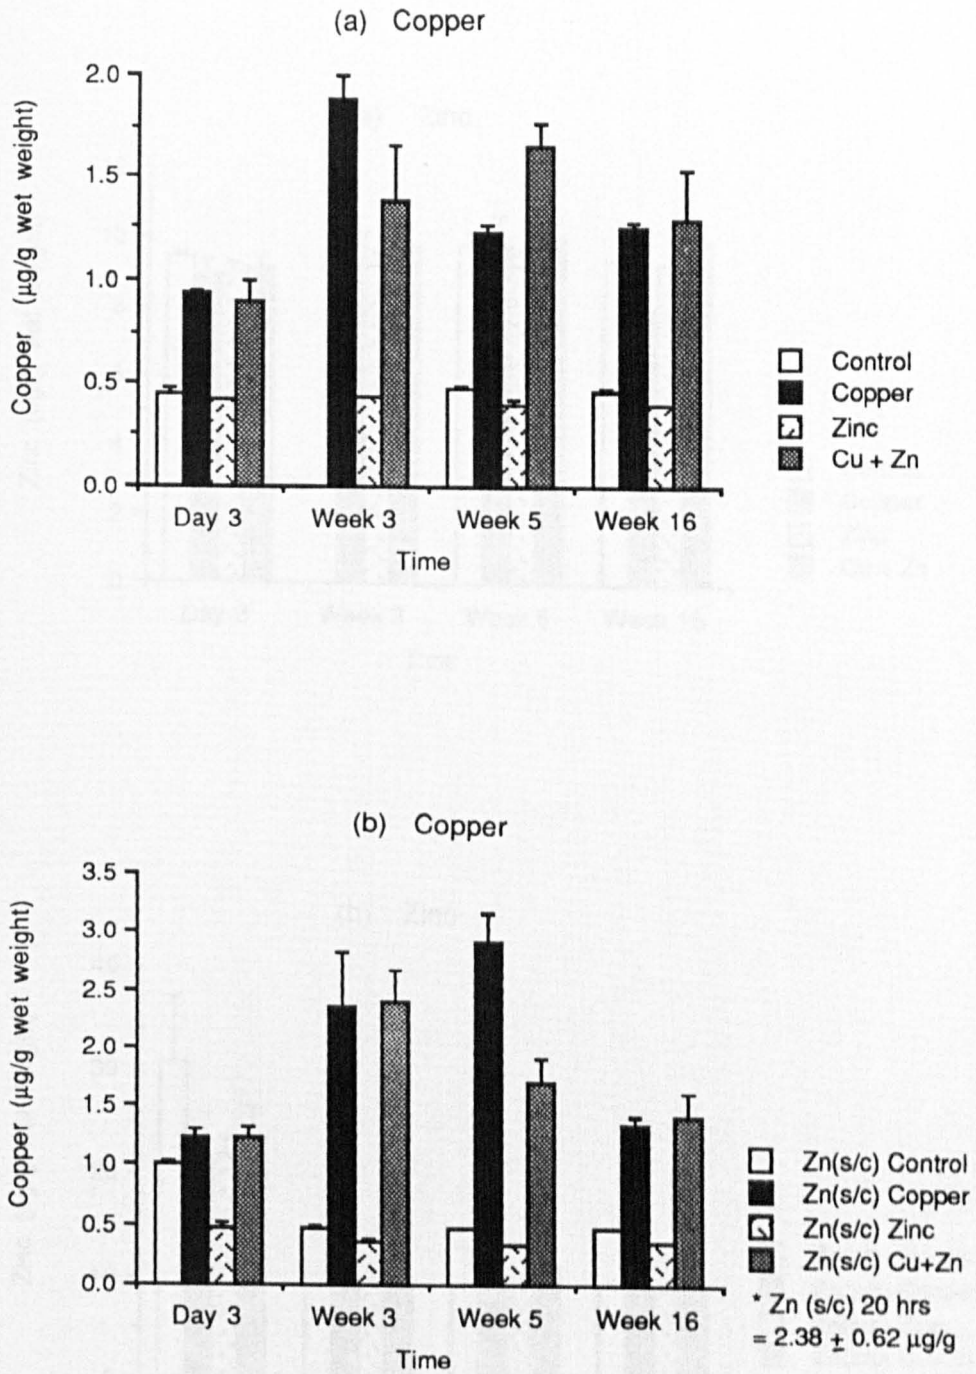 (a) Copper
Copper (µg/g wet weight)
2.0
1.5
1.0
0.5
0.0
Day 3 Week 3 Week 5 Week 16
Time
Control
Copper
Zinc
Cu + Zn
(b) Copper
Copper (µg/g wet weight)
3.5
3.0
2.5
2.0
1.5
1.0
0.5
0.0
Day 3 Week 3 Week 5 Week 16
Time
Zn(s/c) Control
Zn(s/c) Copper
Zn(s/c) Zinc
Zn(s/c) Cu+Zn
* Zn (s/c) 20 hrs
= 2.38 ± 0.62 µg/g